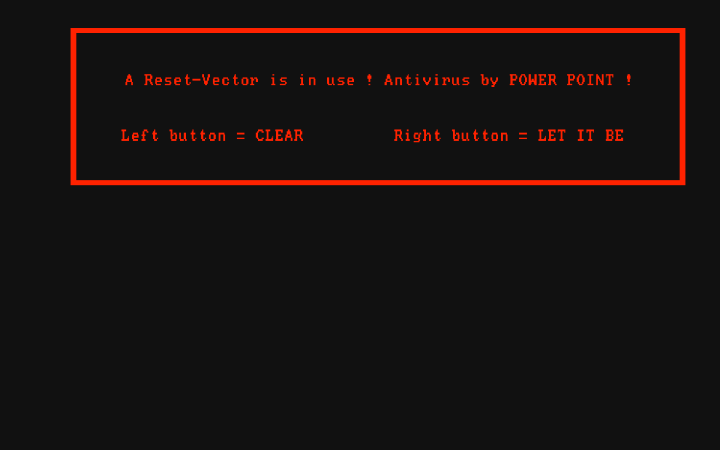 A Reset-Vector is in use ! Antivirus by POWER POINT !
Left button = CLEAR Right button = LET IT BE